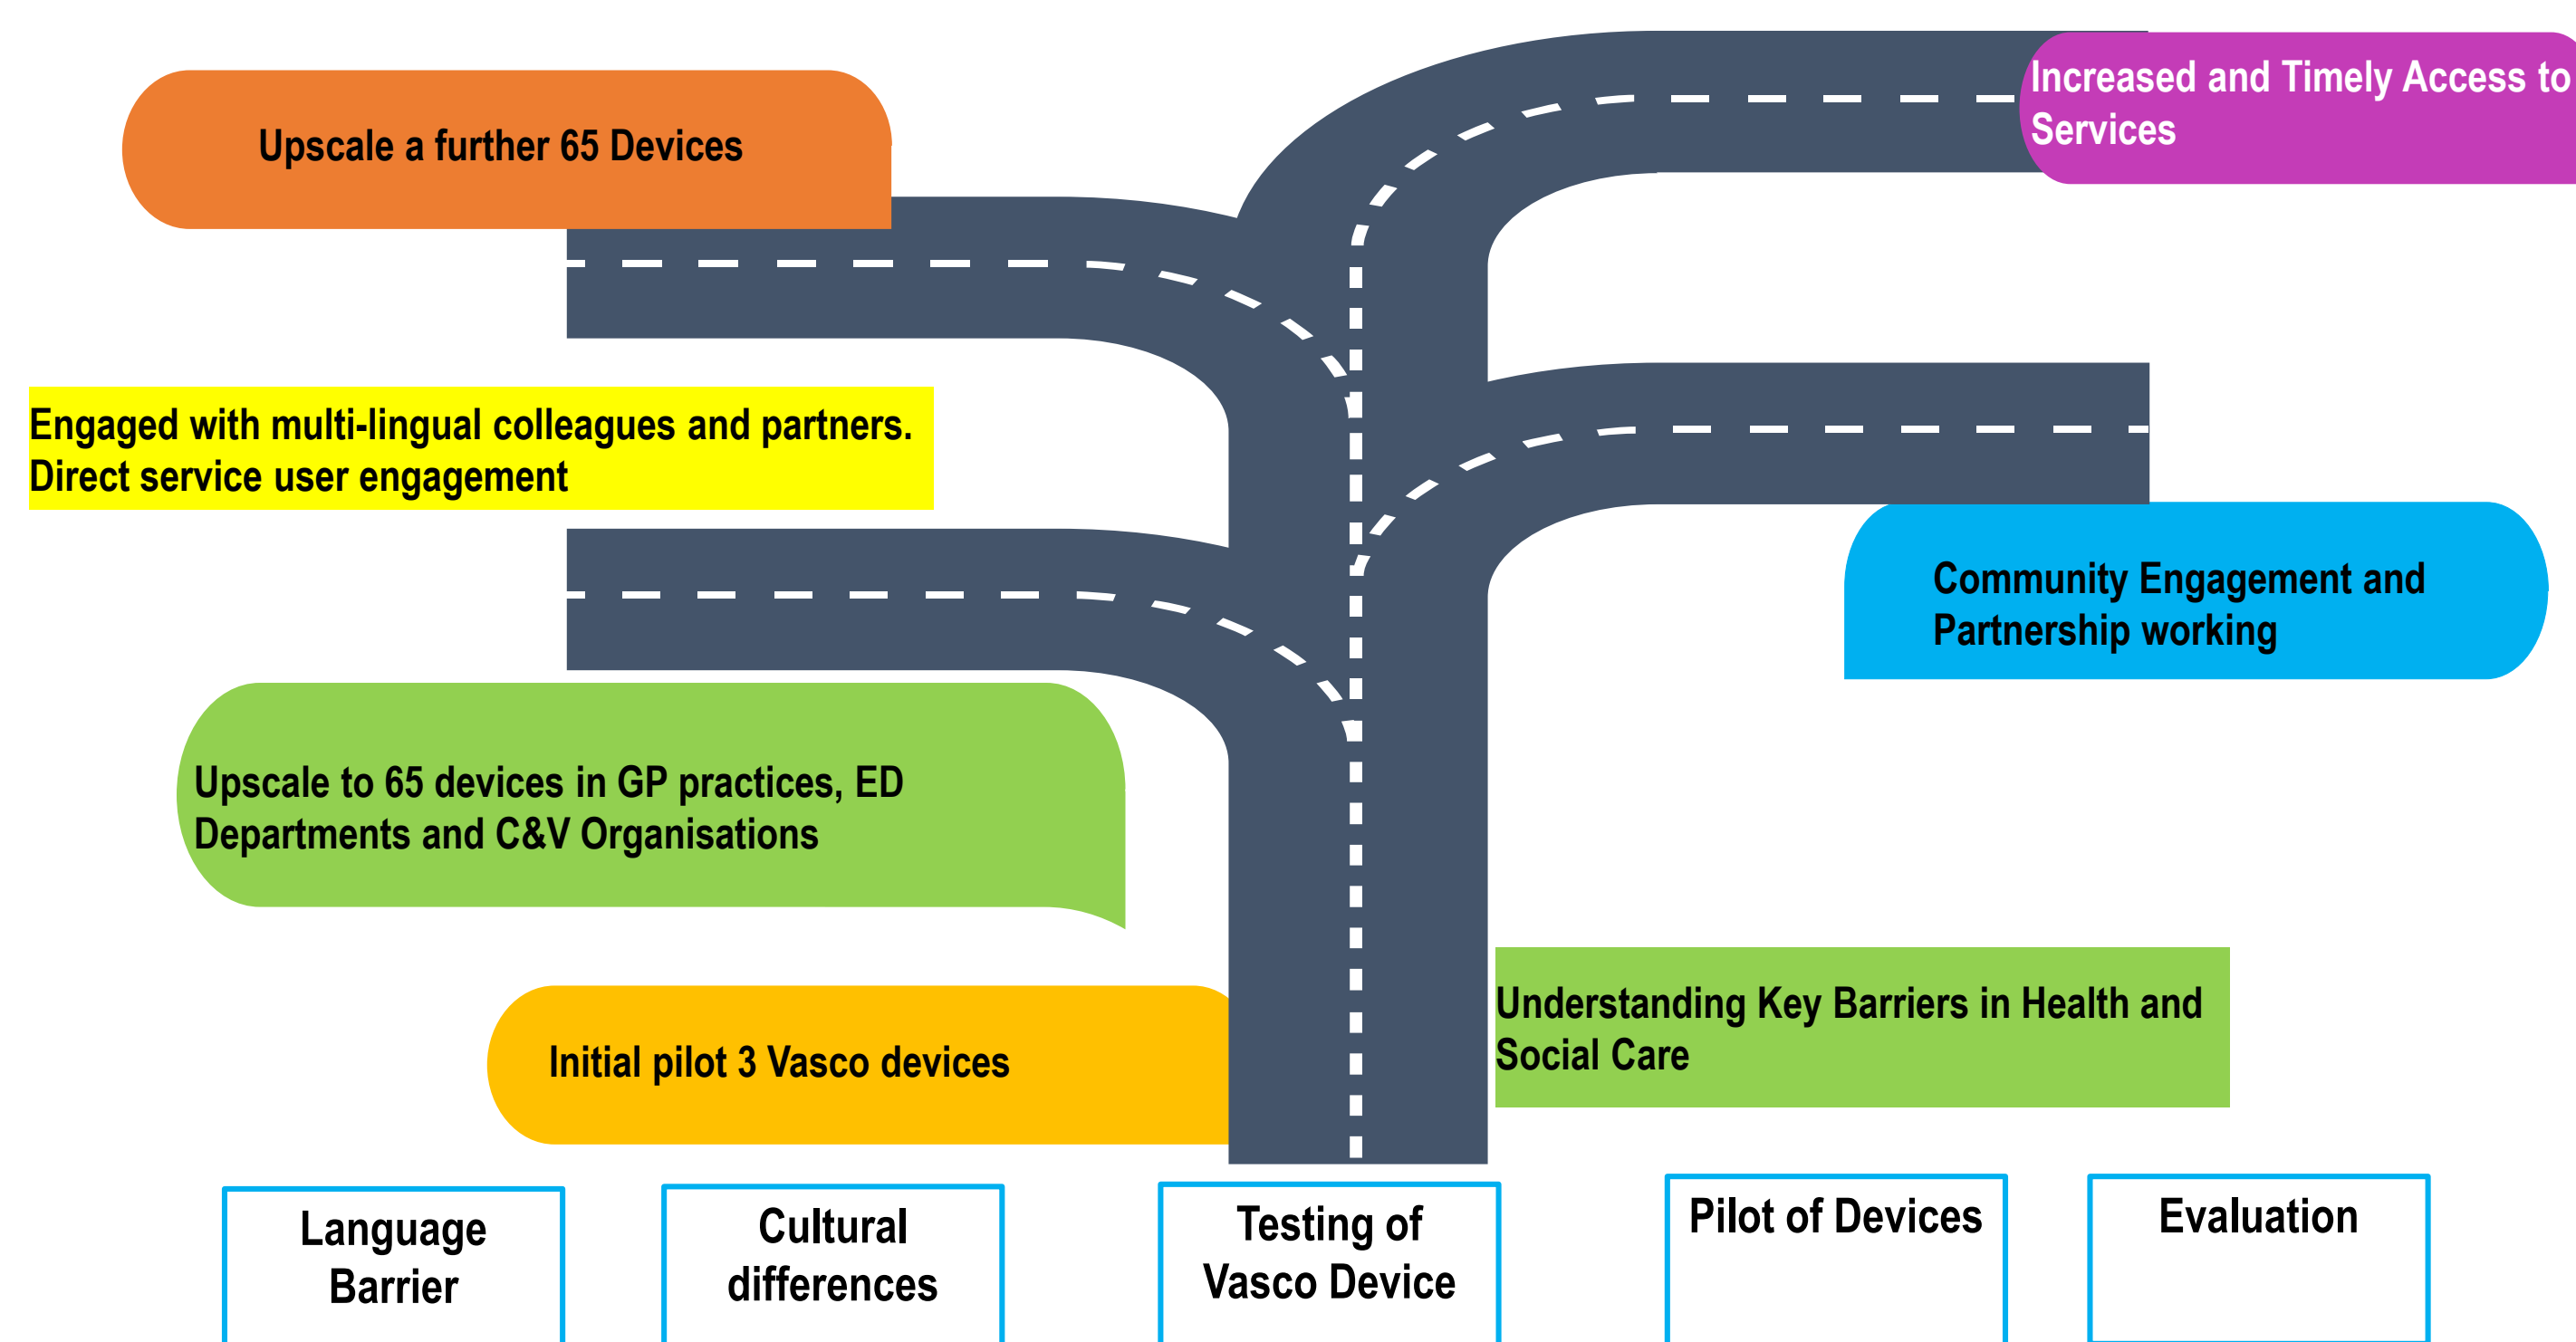 Increased and Timely Access to
Services
Upscale a further 65 Devices
Engaged with multi-lingual colleagues and partners.
Direct service user engagement
Community Engagement and
Partnership working
Upscale to 65 devices in GP practices, ED
Departments and C&V Organisations
Understanding Key Barriers in Health and
Social Care
Initial pilot 3 Vasco devices
Language
Barrier
Cultural
differences
Testing of
Vasco Device
Pilot of Devices
Evaluation